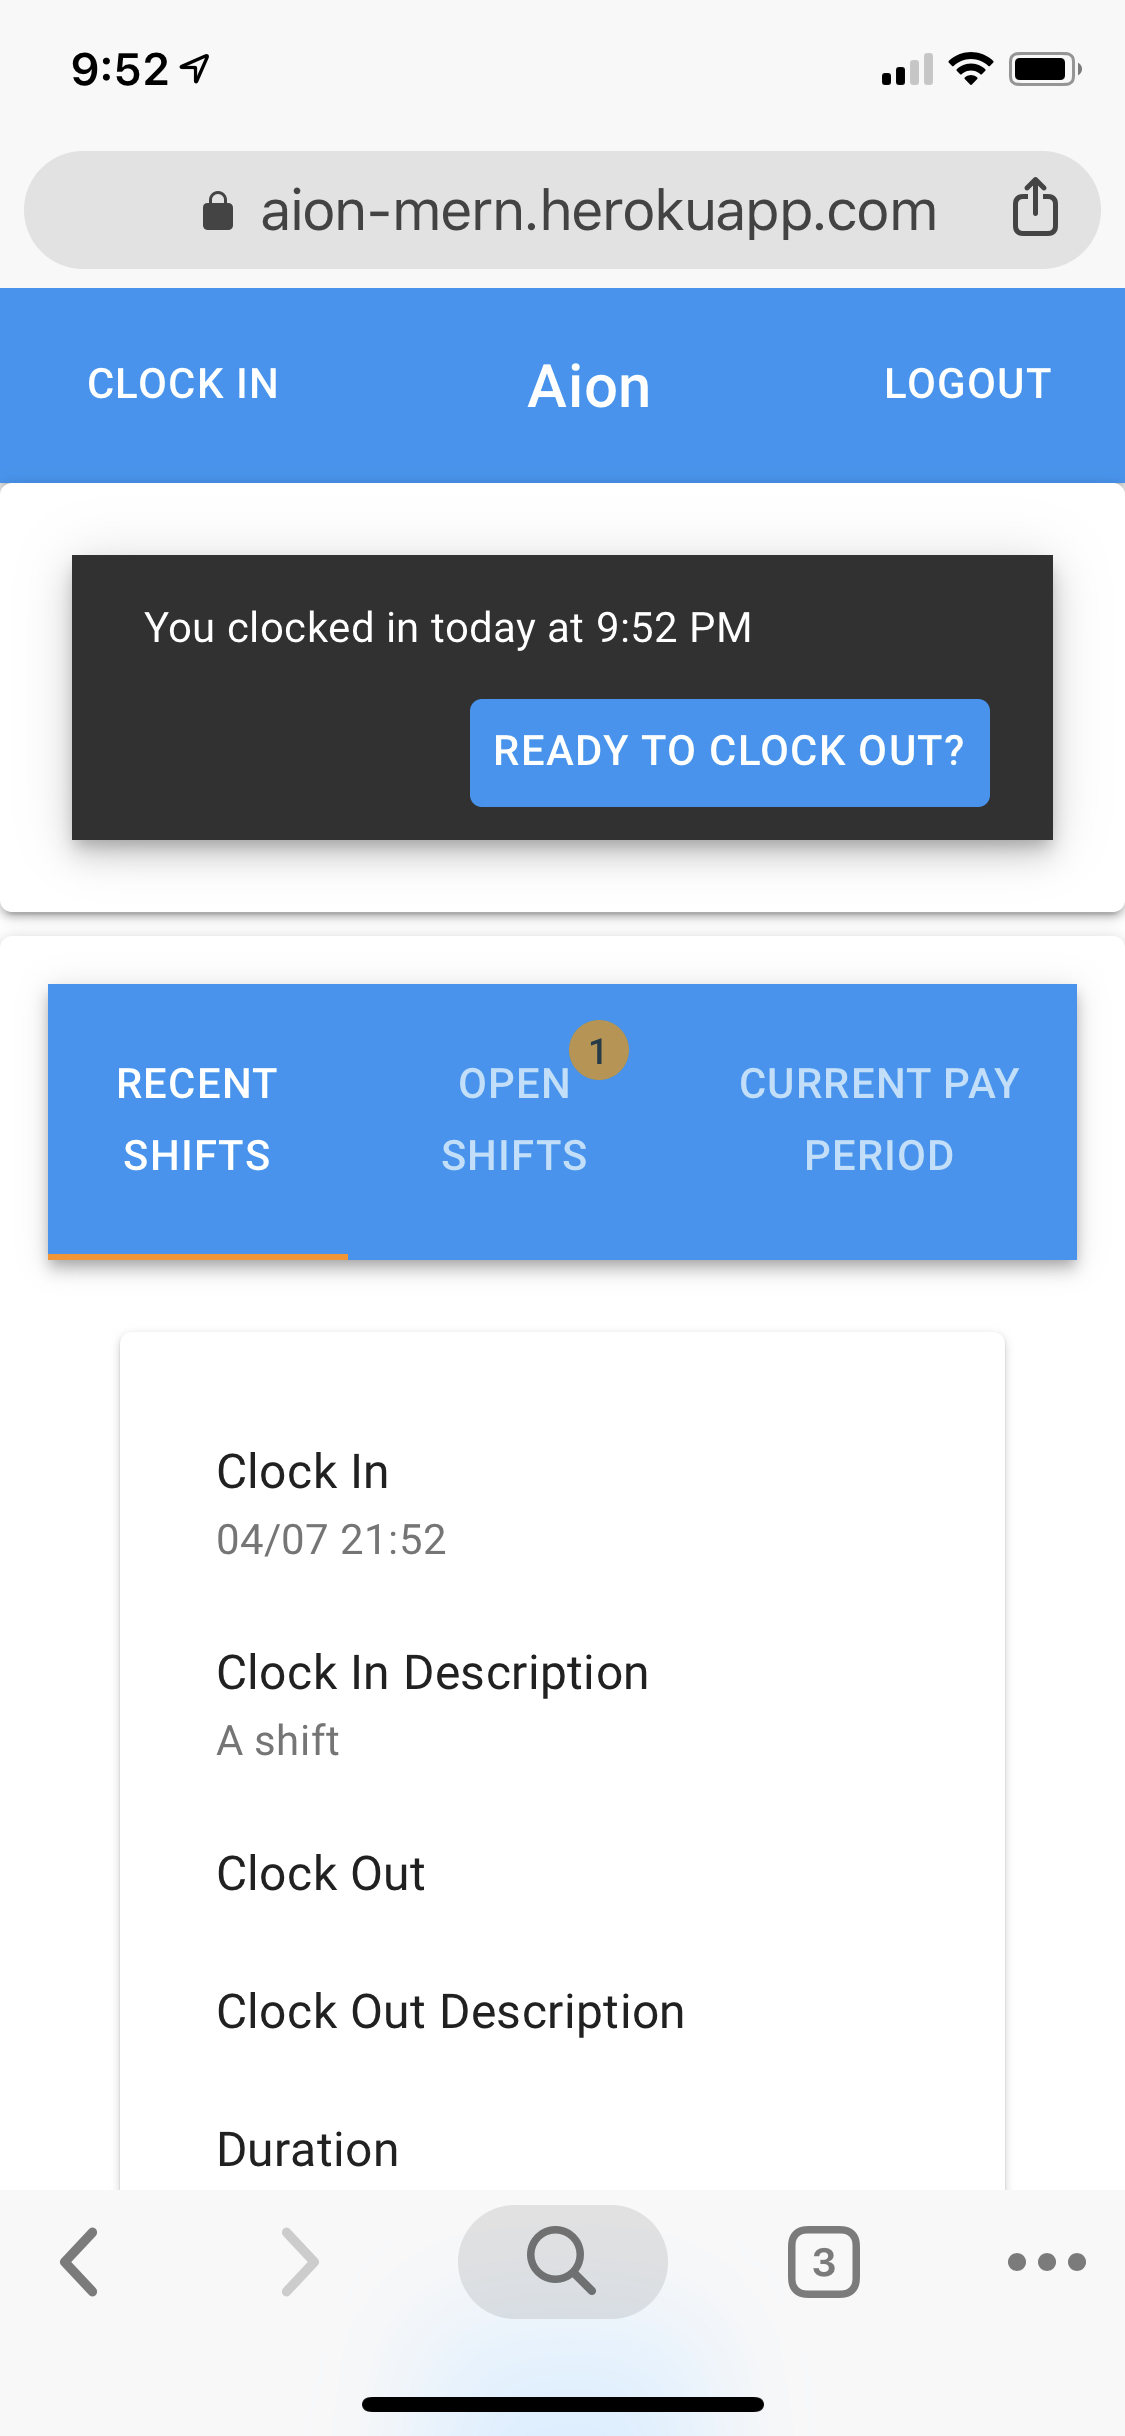 9:52
aion-mern.herokuapp.com
CLOCK IN
Aion
LOGOUT
You clocked in today at 9:52 PM
READY TO CLOCK OUT?
RECENT
SHIFTS
OPEN
SHIFTS
1
CURRENT PAY
PERIOD
Clock In
04/07 21:52
Clock In Description
A shift
Clock Out
Clock Out Description
Duration
3